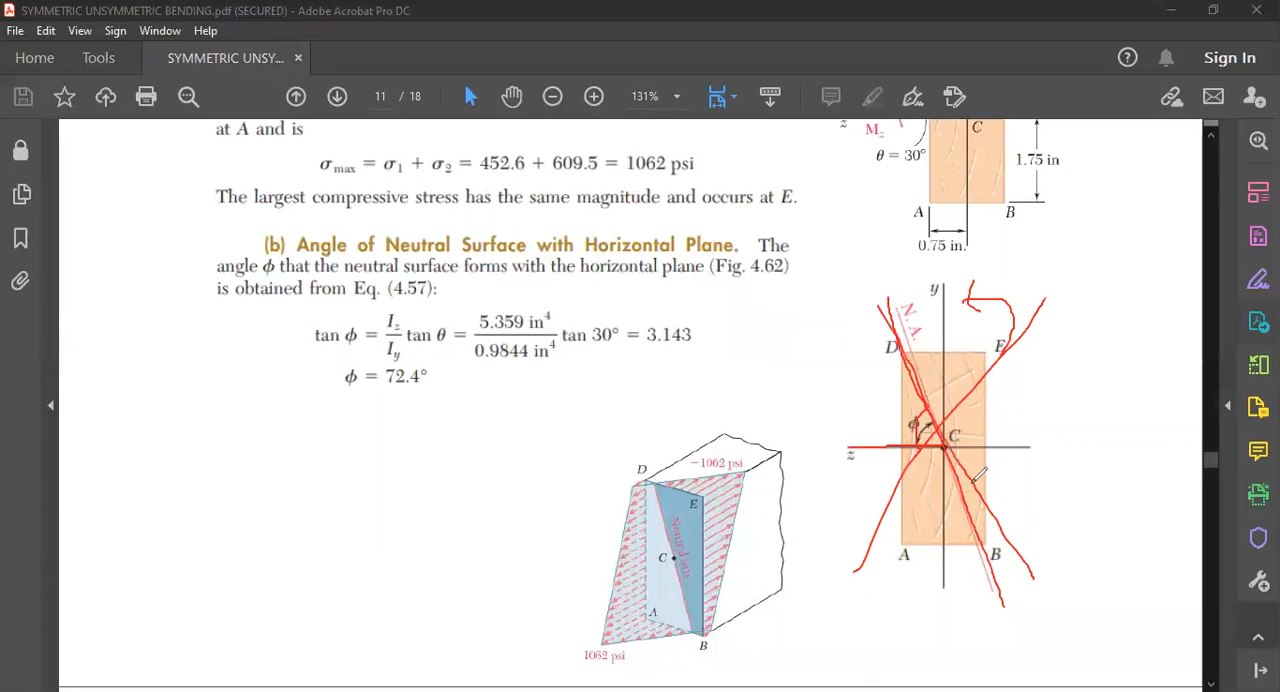 SYMMETRIC UNSYMMETRIC BENDING.pdf (SECURED) - Adobe Acrobat Pro DC
File Edit View Sign Window Help
Home Tools SYMMETRIC UNSY... × Sign In
11 / 18 131%
at A and is
σmax = σ1 + σ2 = 452.6 + 609.5 = 1062 psi
The largest compressive stress has the same magnitude and occurs at E.
(b) Angle of Neutral Surface with Horizontal Plane. The
angle ϕ that the neutral surface forms with the horizontal plane (Fig. 4.62)
is obtained from Eq. (4.57):
tan ϕ = Iz/Iy tan θ = 5.359 in⁴/0.9844 in⁴ tan 30° = 3.143
ϕ = 72.4°
z
Mz
C
θ = 30°
1.75 in
A
B
0.75 in.
y
N. A.
D
E
ϕ
C
z
A
B
D
−1062 psi
E
Neutral axis
C
A
B
1062 psi